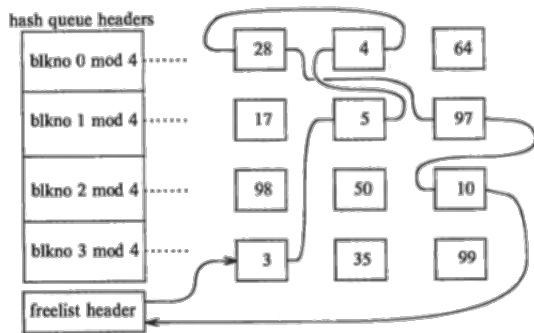 hash queue headers
blkno 0 mod 4 28 4 64
blkno 1 mod 4 17 5 97
blkno 2 mod 4 98 50 10
blkno 3 mod 4 3 35 99
freelist header